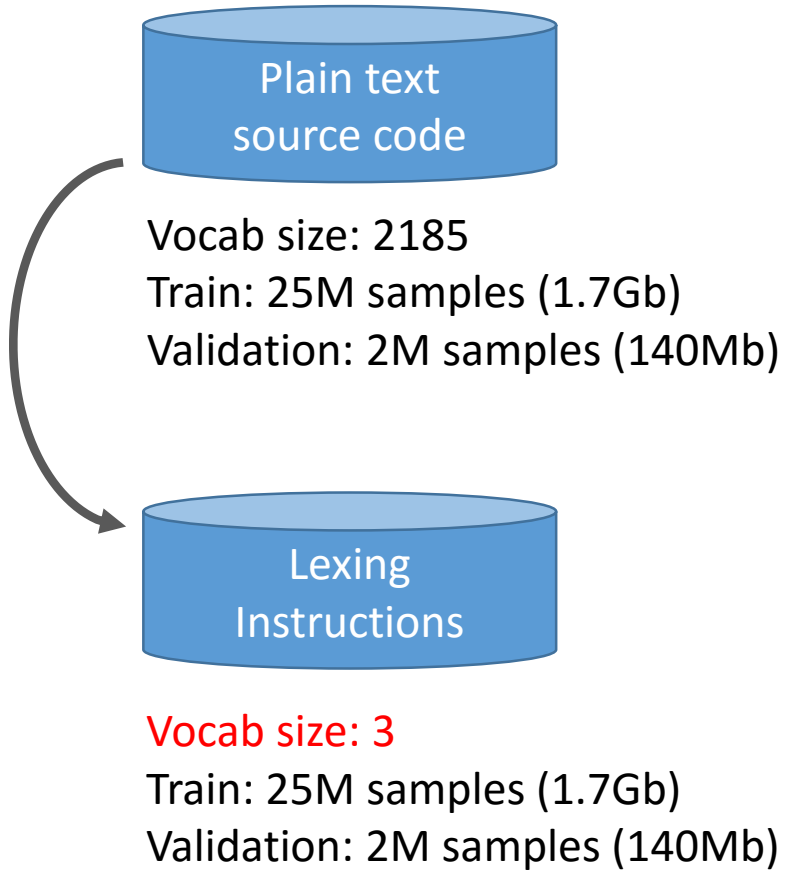 Plain text
source code
Vocab size: 2185
Train: 25M samples (1.7Gb)
Validation: 2M samples (140Mb)
Lexing
Instructions
Vocab size: 3
Train: 25M samples (1.7Gb)
Validation: 2M samples (140Mb)